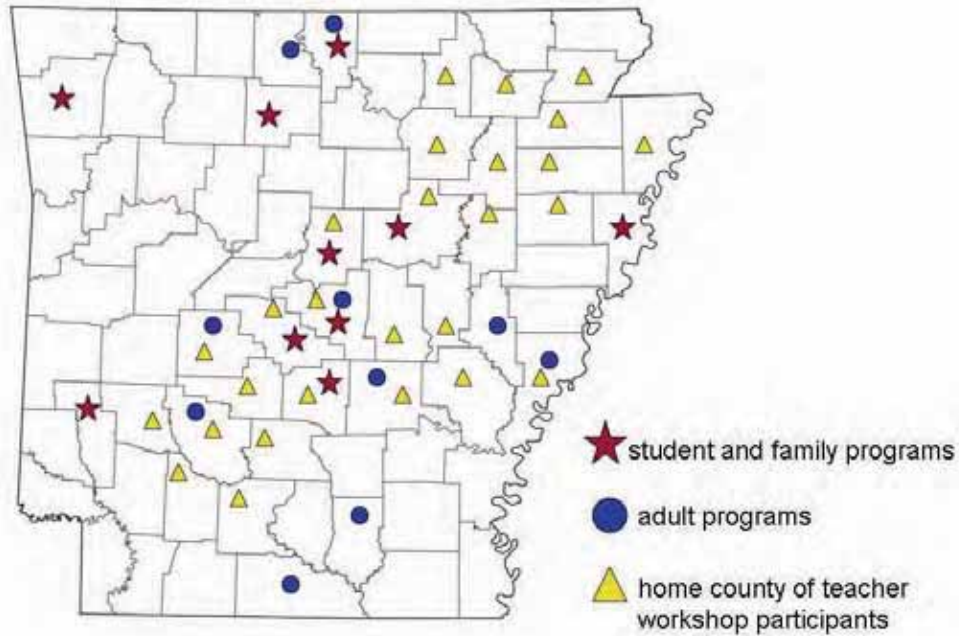 student and family programs
adult programs
home county of teacher
workshop participants